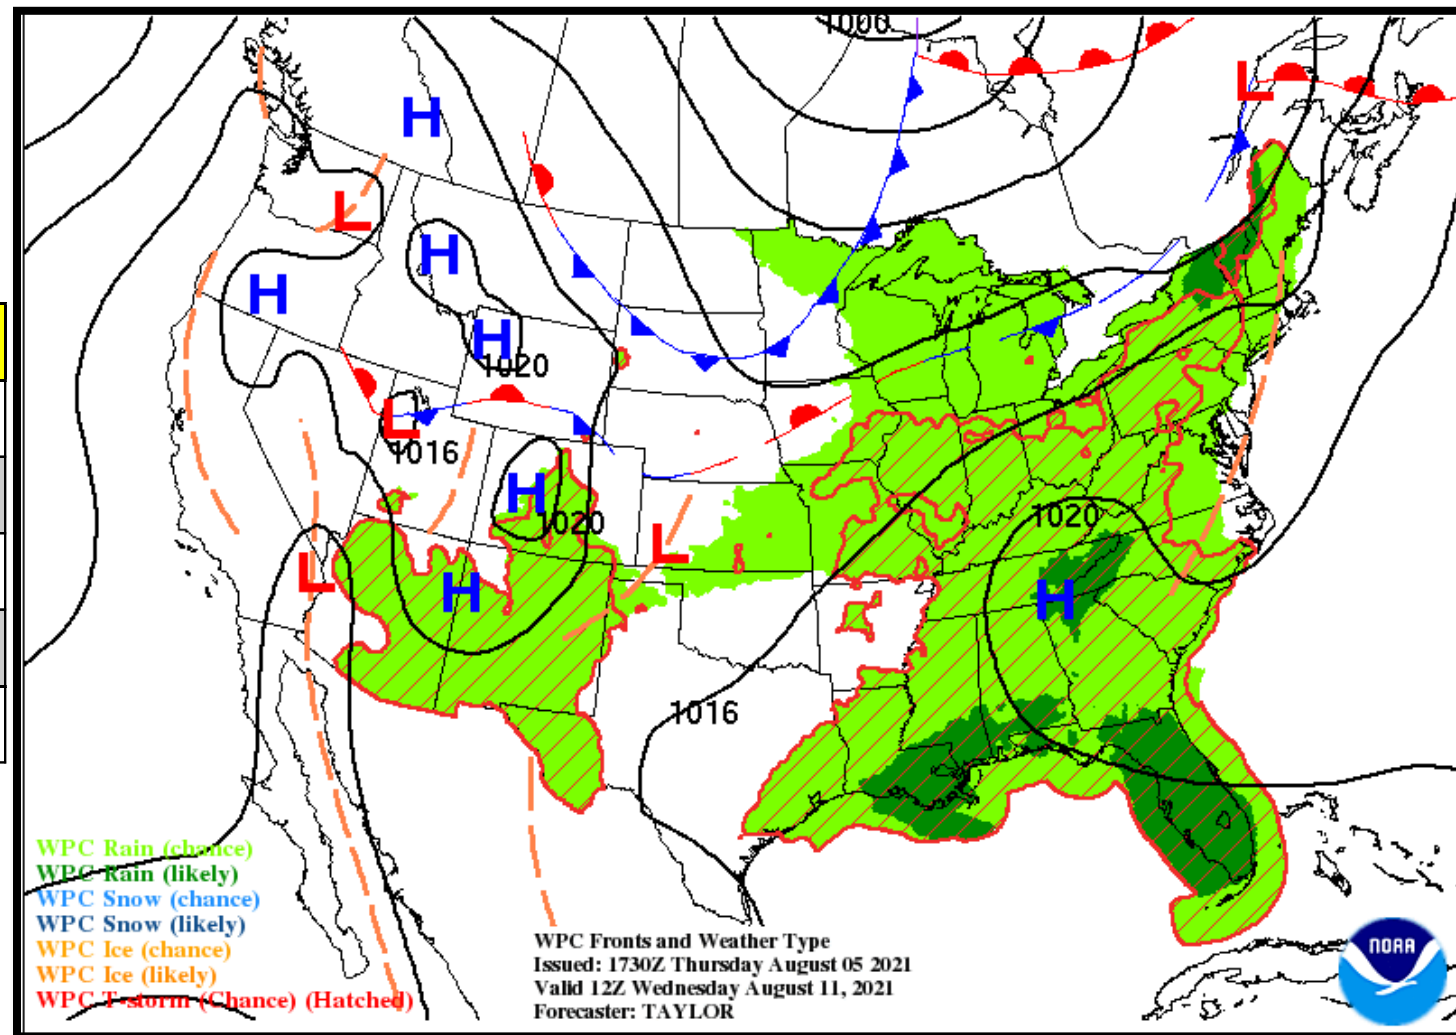 1000
L
H
L
H
H
H
1020
L
1016
H
1020
1020
L
L
H
H
1016
WPC Rain (chance)
WPC Rain (likely)
WPC Snow (chance)
WPC Snow (likely)
WPC Ice (chance)
WPC Ice (likely)
WPC T-storm (Chance) (Hatched)
WPC Fronts and Weather Type
Issued: 1730Z Thursday August 05 2021
Valid 12Z Wednesday August 11, 2021
Forecaster: TAYLOR
NOAA